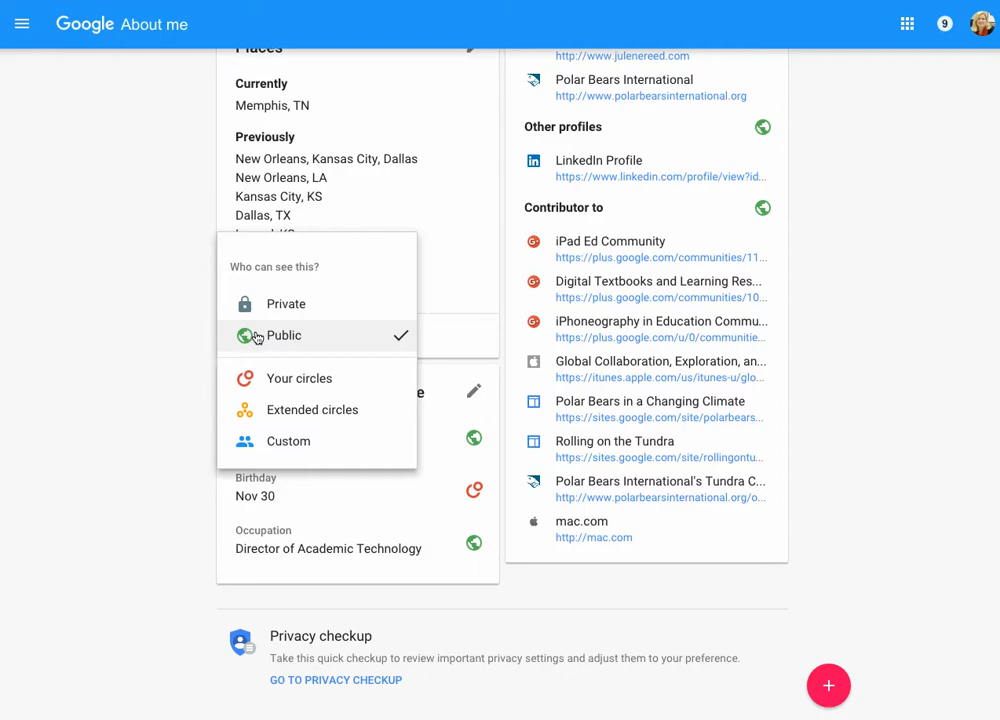 Google About me
9
Places
Currently
Memphis, TN
Previously
New Orleans, Kansas City, Dallas
New Orleans, LA
Kansas City, KS
Dallas, TX
Who can see this?
Private
Public
Your circles
Extended circles
Custom
e
Birthday
Nov 30
Occupation
Director of Academic Technology
http://www.julenereed.com
Polar Bears International
http://www.polarbearsinternational.org
Other profiles
LinkedIn Profile
https://www.linkedin.com/profile/view?id...
Contributor to
iPad Ed Community
https://plus.google.com/communities/11...
Digital Textbooks and Learning Res...
https://plus.google.com/communities/10...
iPhoneography in Education Commu...
https://plus.google.com/u/0/communitie...
Global Collaboration, Exploration, an...
https://itunes.apple.com/us/itunes-u/glo...
Polar Bears in a Changing Climate
https://sites.google.com/site/polarbears...
Rolling on the Tundra
https://sites.google.com/site/rollingontu...
Polar Bears International's Tundra C...
http://www.polarbearsinternational.org/o...
mac.com
http://mac.com
Privacy checkup
Take this quick checkup to review important privacy settings and adjust them to your preference.
GO TO PRIVACY CHECKUP